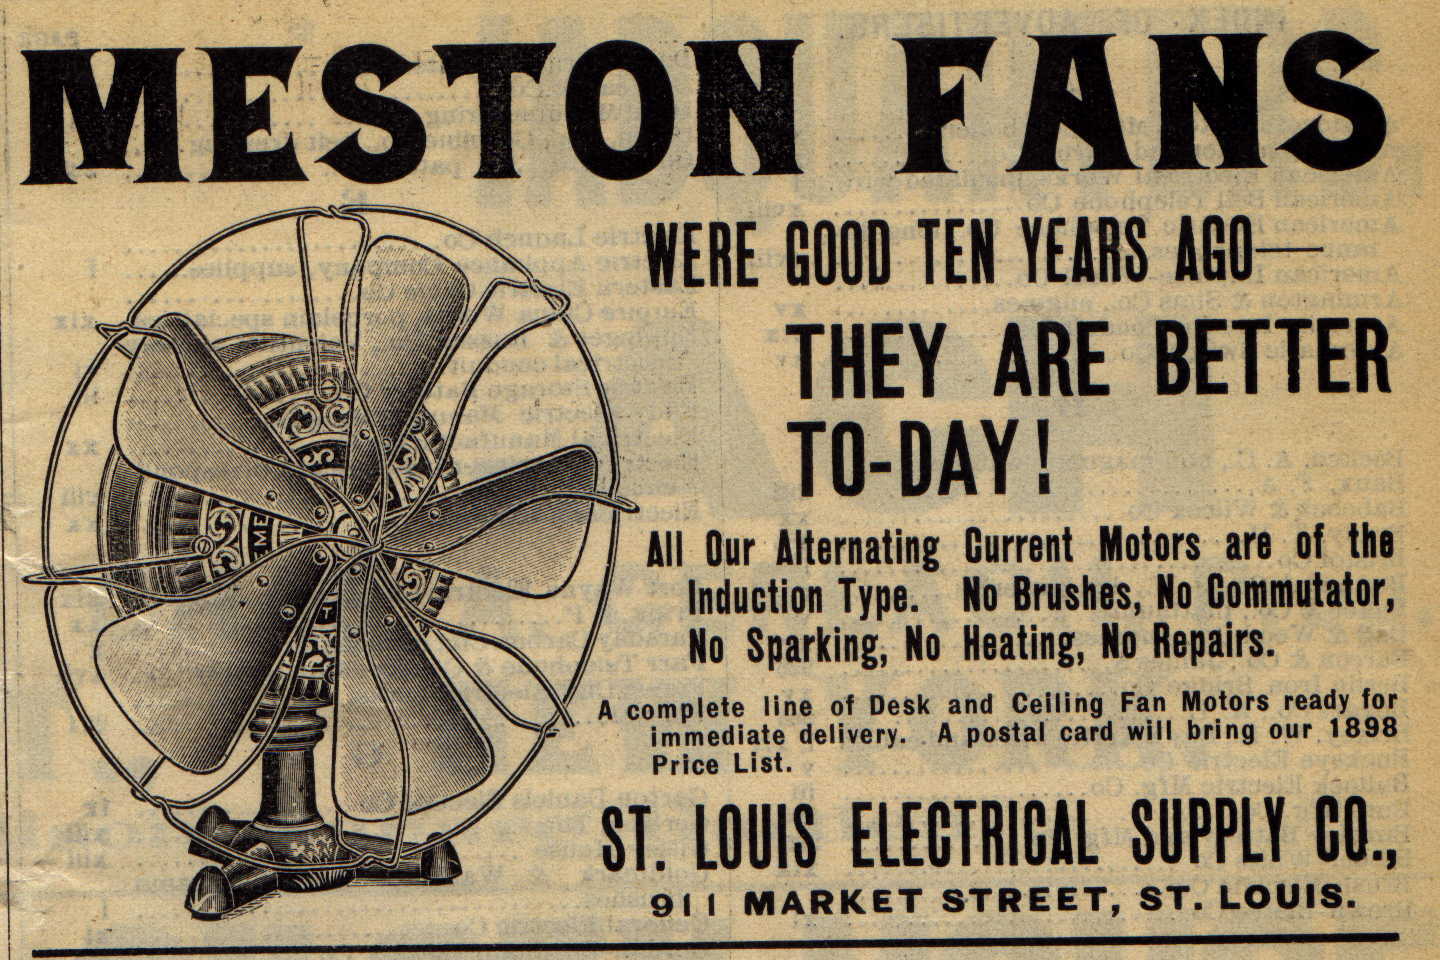 MESTON FANS
WERE GOOD TEN YEARS AGO—
THEY ARE BETTER
TO-DAY!
All Our Alternating Current Motors are of the
Induction Type. No Brushes, No Commutator,
No Sparking, No Heating, No Repairs.
A complete line of Desk and Ceiling Fan Motors ready for
immediate delivery. A postal card will bring our 1898
Price List.
ST. LOUIS ELECTRICAL SUPPLY CO.,
911 MARKET STREET, ST. LOUIS.